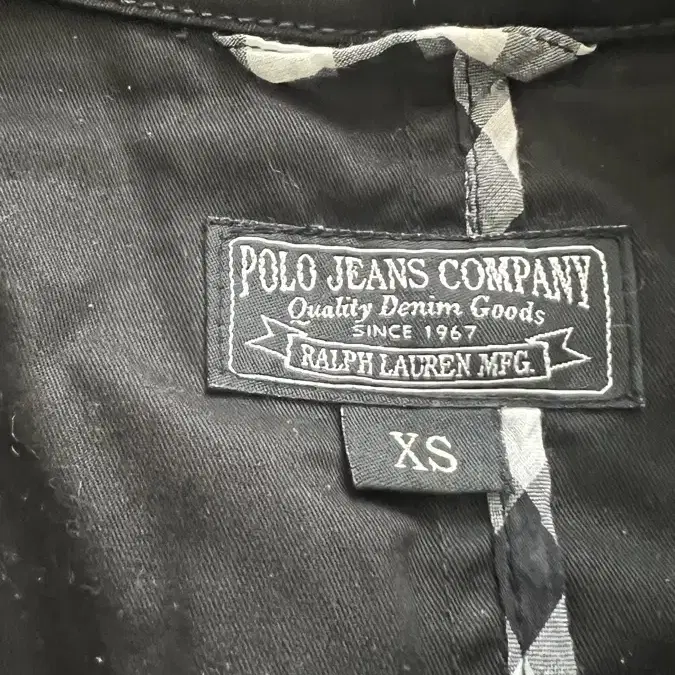 POLO JEANS COMPANY
Quality Denim Goods
SINCE 1967
RALPH LAUREN MFG.
XS